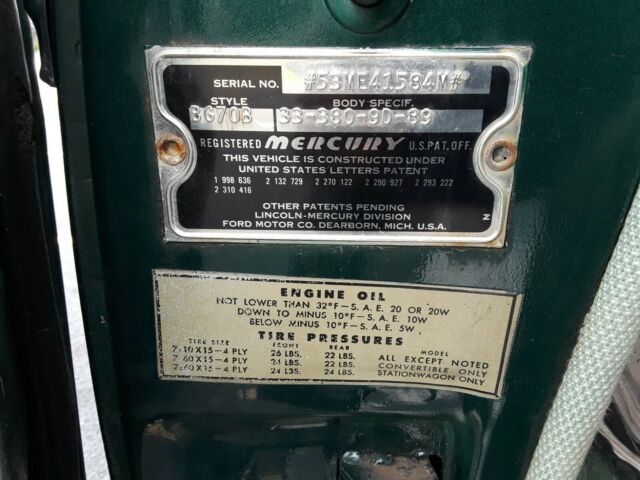 SERIAL NO. #53ME41584M#
STYLE BODY SPECIF.
BG70B 33-380-9D-89
REGISTERED MERCURY U.S.PAT.OFF.
THIS VEHICLE IS CONSTRUCTED UNDER
UNITED STATES LETTERS PATENT
1 998 636 2 132 729 2 270 122 2 290 927 2 293 222
2 310 416
OTHER PATENTS PENDING
LINCOLN-MERCURY DIVISION
FORD MOTOR CO. DEARBORN, MICH. U.S.A.
N
ENGINE OIL
NOT LOWER THAN 32°F-S.A.E. 20 OR 20W
DOWN TO MINUS 10°F-S.A.E. 10W
BELOW MINUS 10°F-S.A.E. 5W
TIRE PRESSURES
TIRE SIZE FRONT REAR MODEL
7:10X15-4 PLY 26 LBS. 22 LBS. ALL EXCEPT NOTED
7:60X15-4 PLY 24 LBS. 22 LBS. CONVERTIBLE ONLY
7:60X15-4 PLY 24 LBS. 24 LBS. STATIONWAGON ONLY